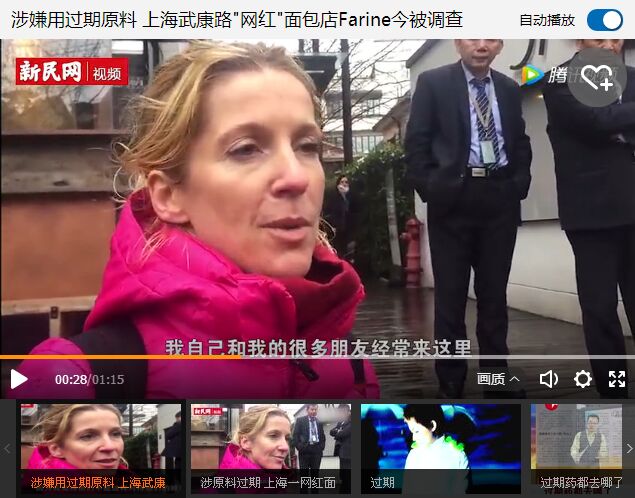 涉嫌用过期原料 上海武康路"网红"面包店Farine今被调查
自动播放
新民网 视频
腾讯视频
我自己和我的很多朋友经常来这里
00:28/01:15
画质
新民网
涉嫌用过期原料 上海武康
涉原料过期 上海一网红面
过期
过期药都去哪了